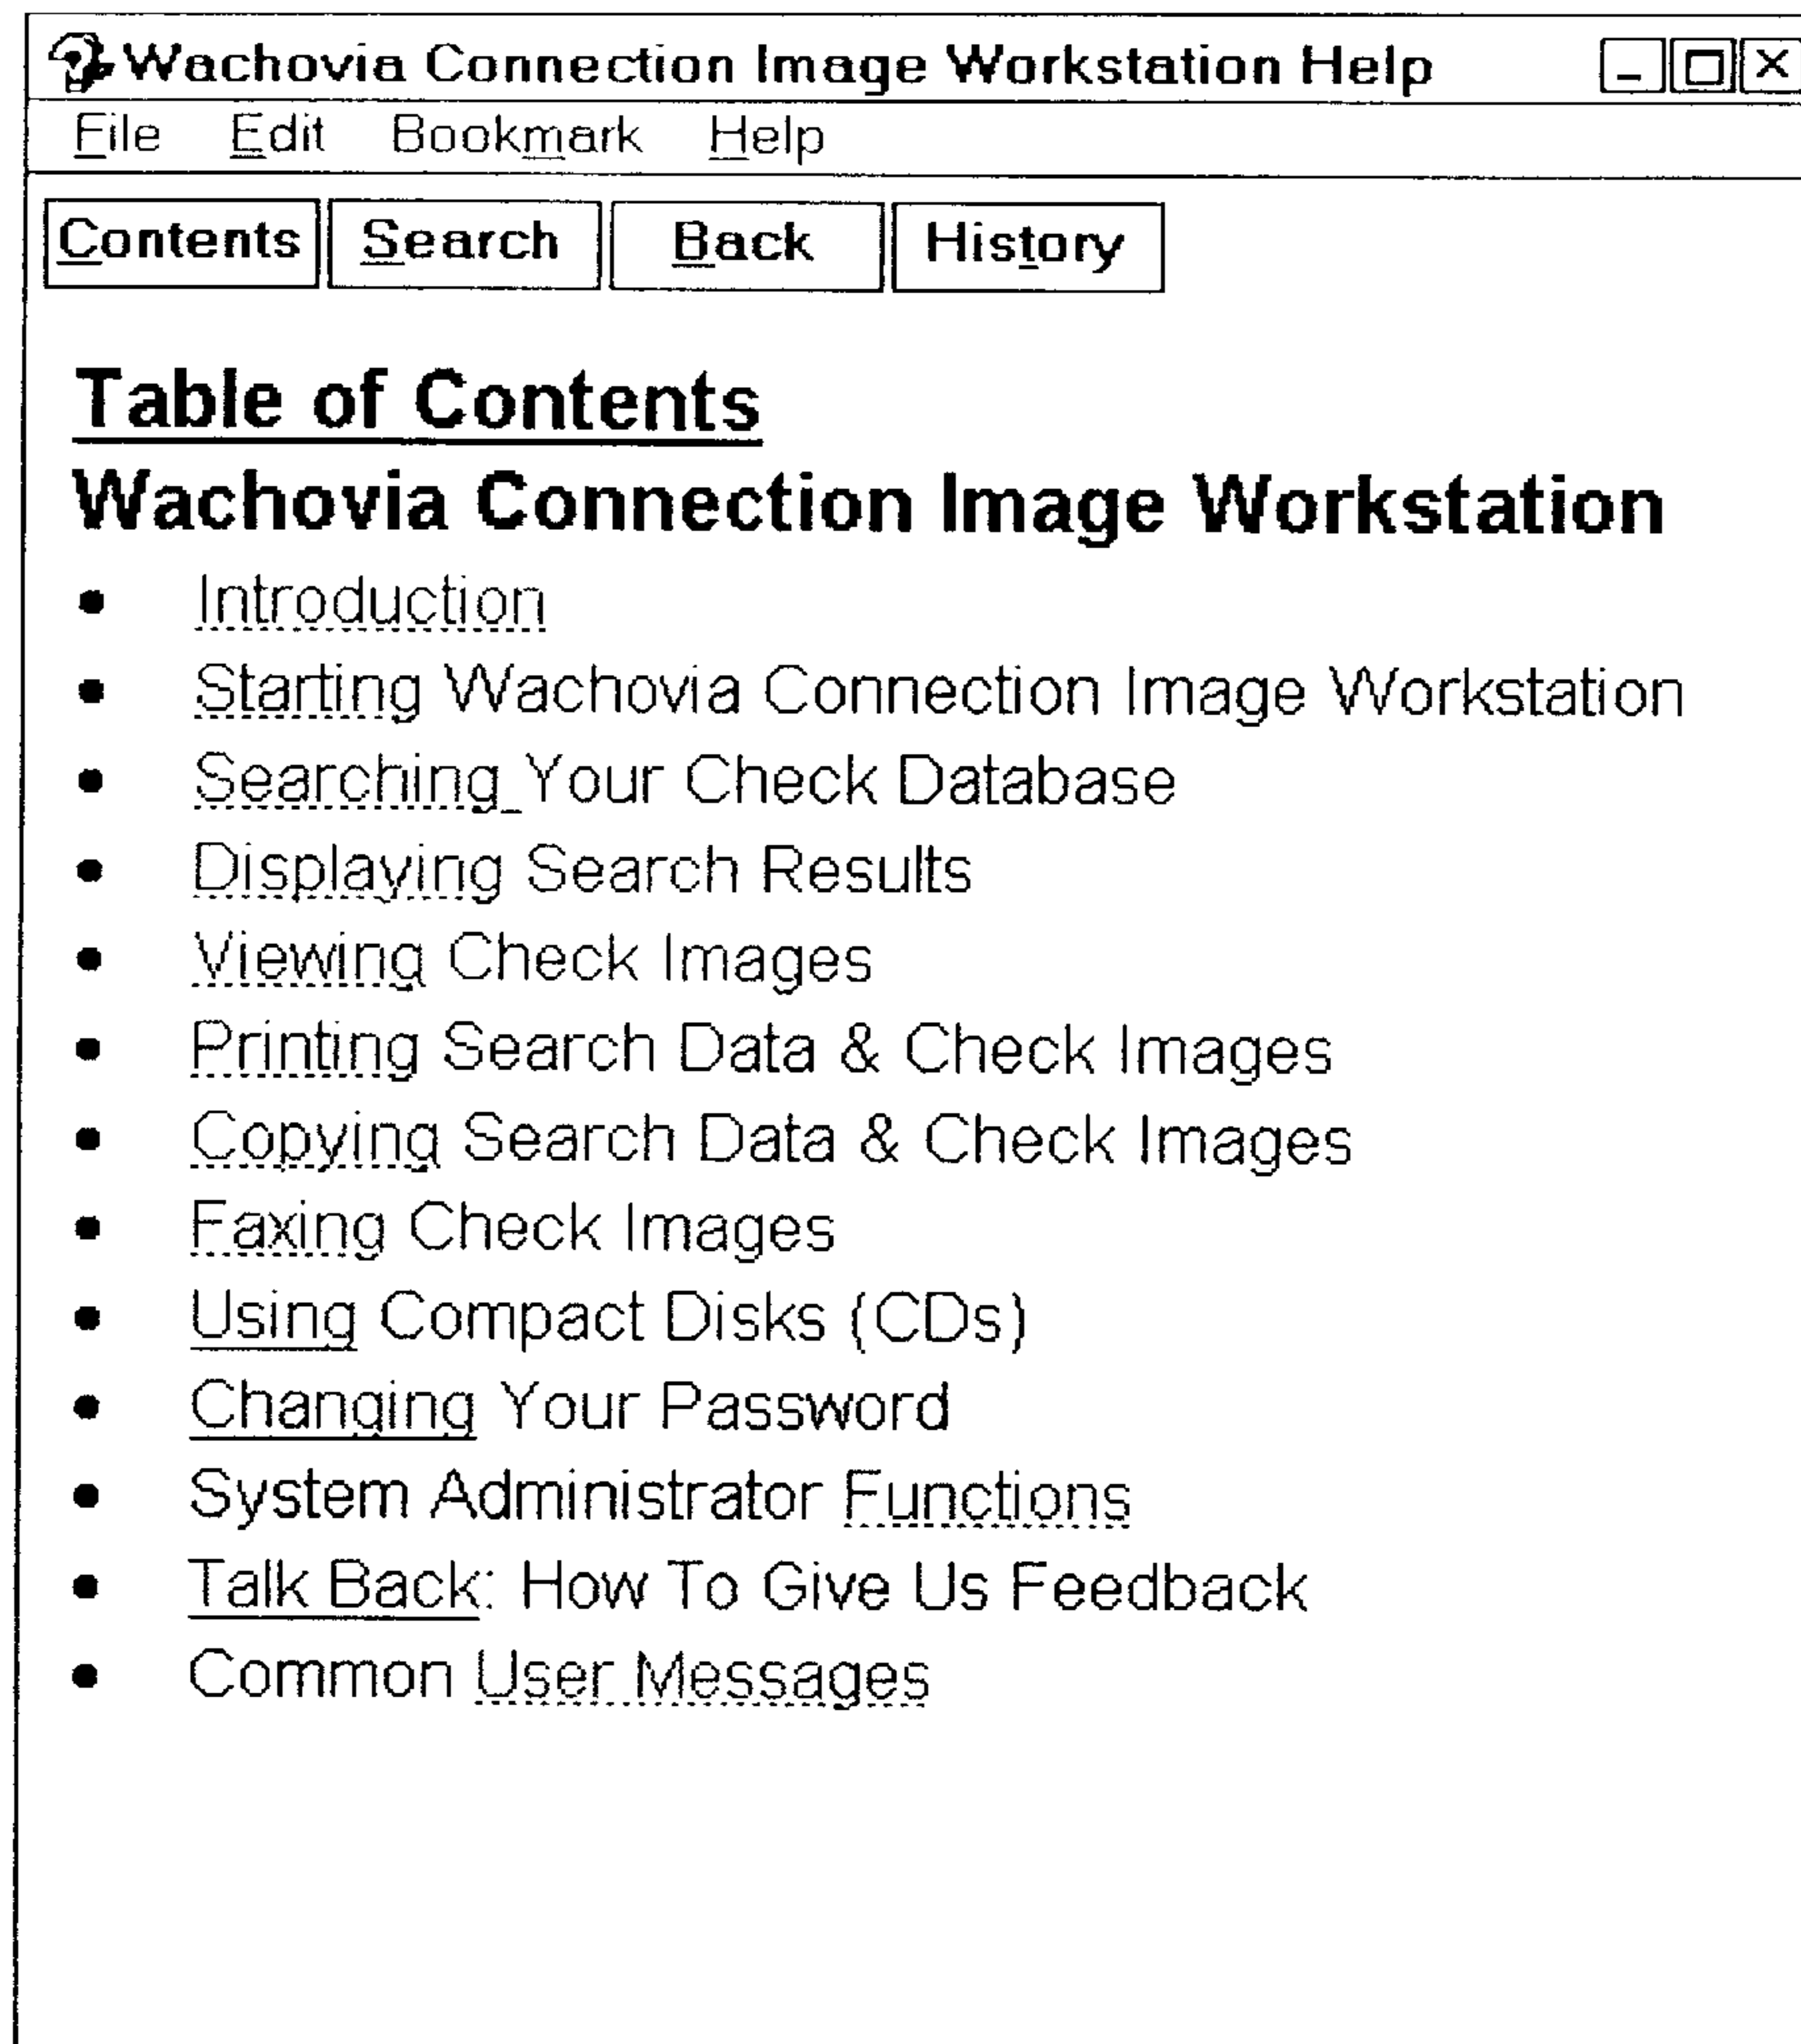 Wachovia Connection Image Workstation Help
File Edit Bookmark Help
Contents Search Back History
Table of Contents
Wachovia Connection Image Workstation
• Introduction
• Starting Wachovia Connection Image Workstation
• Searching Your Check Database
• Displaying Search Results
• Viewing Check Images
• Printing Search Data & Check Images
• Copying Search Data & Check Images
• Faxing Check Images
• Using Compact Disks (CDs)
• Changing Your Password
• System Administrator Functions
• Talk Back: How To Give Us Feedback
• Common User Messages